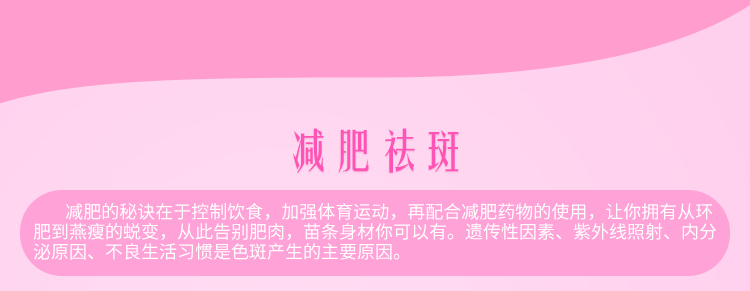 减肥祛斑
减肥的秘诀在于控制饮食，加强体育运动，再配合减肥药物的使用，让你拥有从环
肥到燕瘦的蜕变，从此告别肥肉，苗条身材你可以有。遗传性因素、紫外线照射、内分
泌原因、不良生活习惯是色斑产生的主要原因。